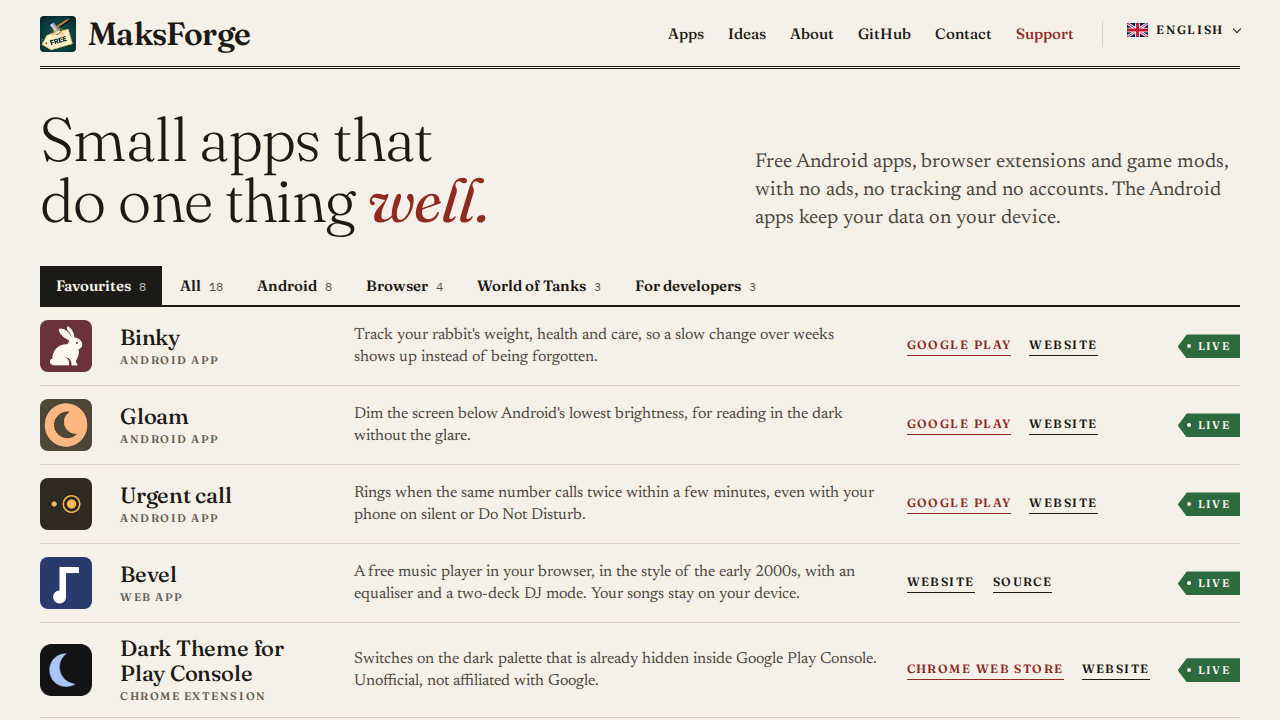 FREE
MaksForge
Apps Ideas About GitHub Contact Support ENGLISH
Small apps that
do one thing well.
Free Android apps, browser extensions and game mods,
with no ads, no tracking and no accounts. The Android
apps keep your data on your device.
Favourites 8 All 18 Android 8 Browser 4 World of Tanks 3 For developers 3
Binky
ANDROID APP
Track your rabbit's weight, health and care, so a slow change over weeks
shows up instead of being forgotten.
GOOGLE PLAY WEBSITE
LIVE
Gloam
ANDROID APP
Dim the screen below Android's lowest brightness, for reading in the dark
without the glare.
GOOGLE PLAY WEBSITE
LIVE
Urgent call
ANDROID APP
Rings when the same number calls twice within a few minutes, even with your
phone on silent or Do Not Disturb.
GOOGLE PLAY WEBSITE
LIVE
Bevel
WEB APP
A free music player in your browser, in the style of the early 2000s, with an
equaliser and a two-deck DJ mode. Your songs stay on your device.
WEBSITE SOURCE
LIVE
Dark Theme for
Play Console
CHROME EXTENSION
Switches on the dark palette that is already hidden inside Google Play Console.
Unofficial, not affiliated with Google.
CHROME WEB STORE WEBSITE
LIVE